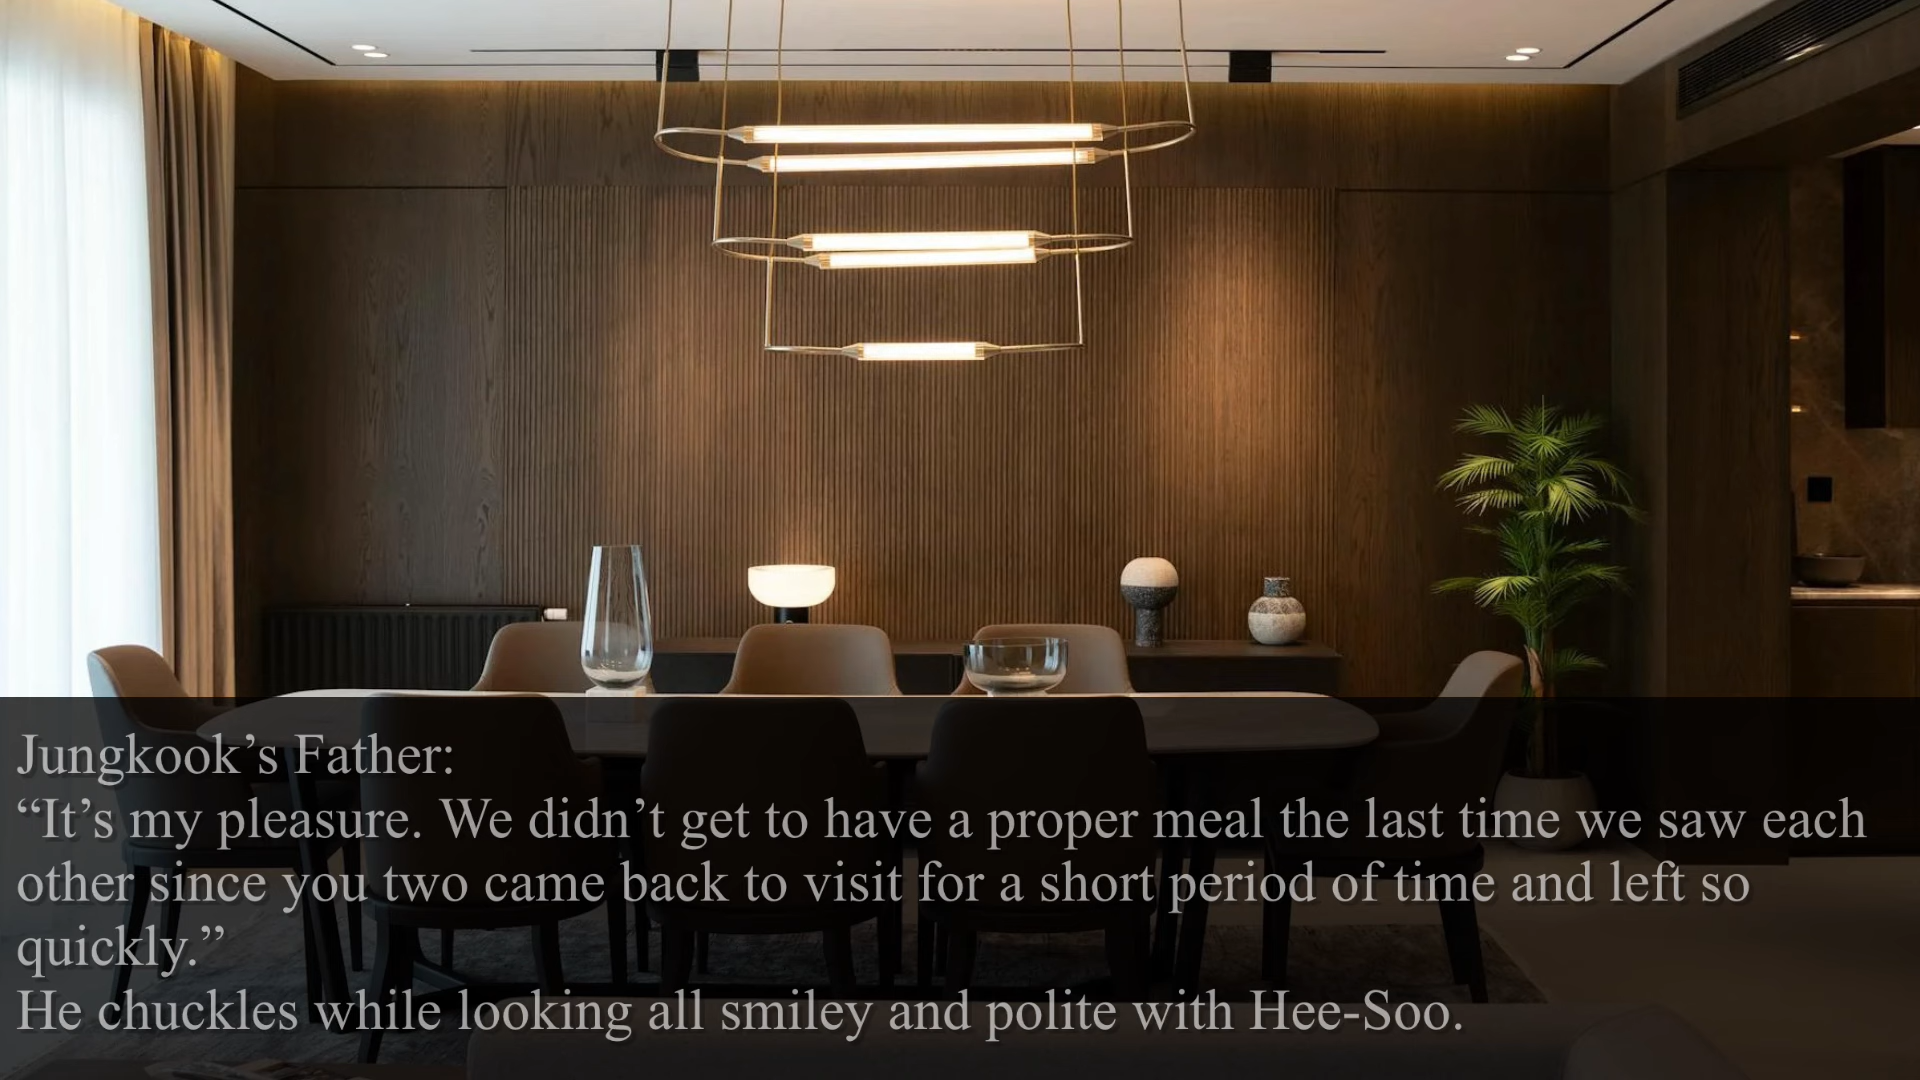 Jungkook’s Father:
“It’s my pleasure. We didn’t get to have a proper meal the last time we saw each
other since you two came back to visit for a short period of time and left so
quickly.”
He chuckles while looking all smiley and polite with Hee-Soo.